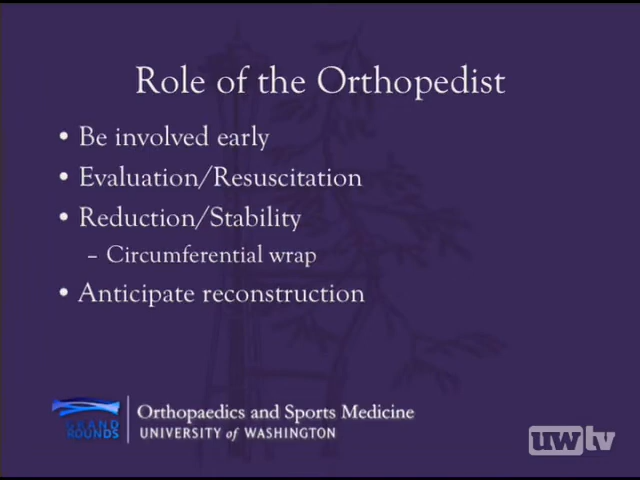 Role of the Orthopedist
• Be involved early
• Evaluation/Resuscitation
• Reduction/Stability
– Circumferential wrap
• Anticipate reconstruction
GRAND
ROUNDS
Orthopaedics and Sports Medicine
UNIVERSITY of WASHINGTON
uwtv